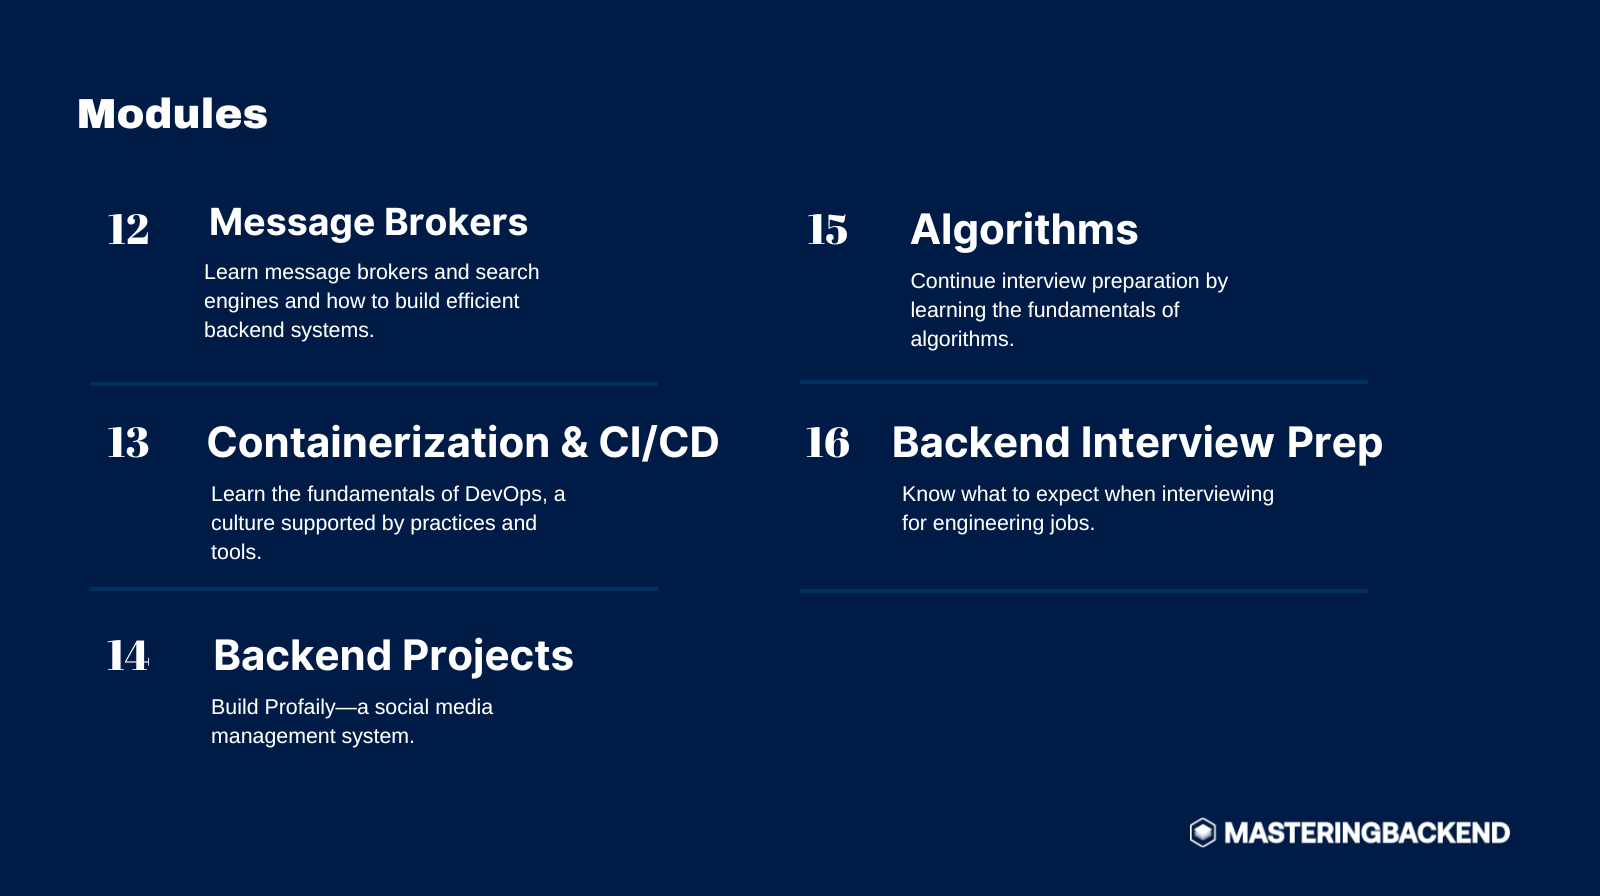 Modules
12
Message Brokers
Learn message brokers and search
engines and how to build efficient
backend systems.
13
Containerization & CI/CD
Learn the fundamentals of DevOps, a
culture supported by practices and
tools.
14
Backend Projects
Build Profaily—a social media
management system.
15
Algorithms
Continue interview preparation by
learning the fundamentals of
algorithms.
16
Backend Interview Prep
Know what to expect when interviewing
for engineering jobs.
MASTERINGBACKEND